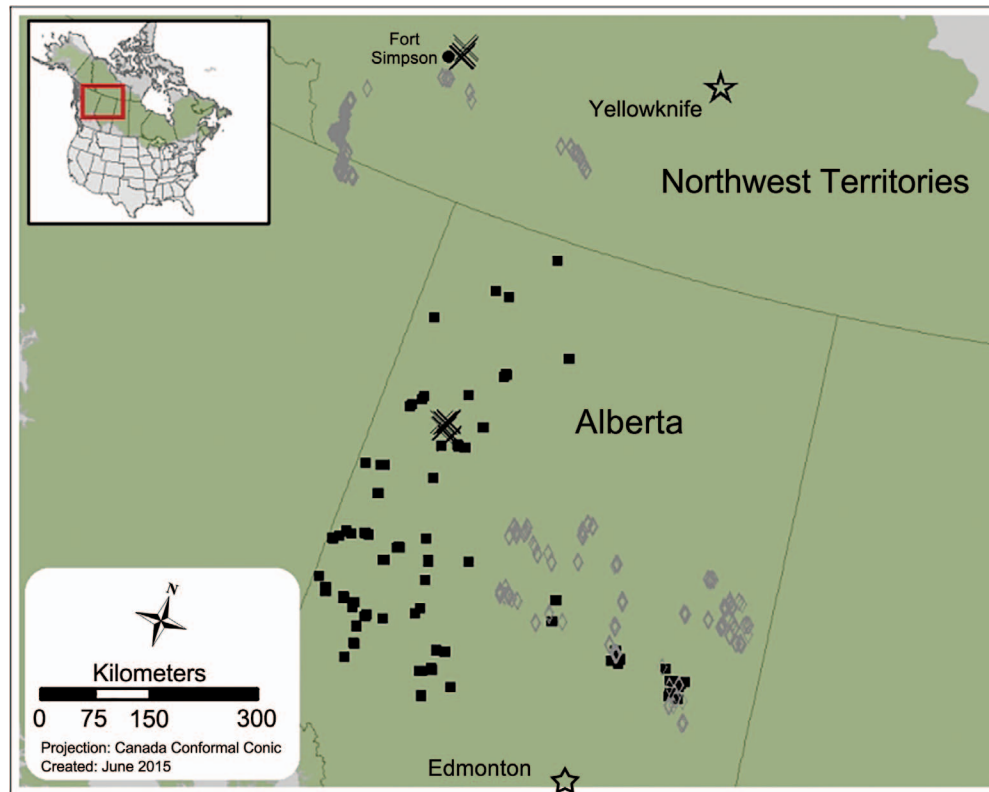 Fort
Simpson
Yellowknife
Northwest Territories
Alberta
N
Kilometers
0 75 150 300
Projection: Canada Conformal Conic
Created: June 2015
Edmonton